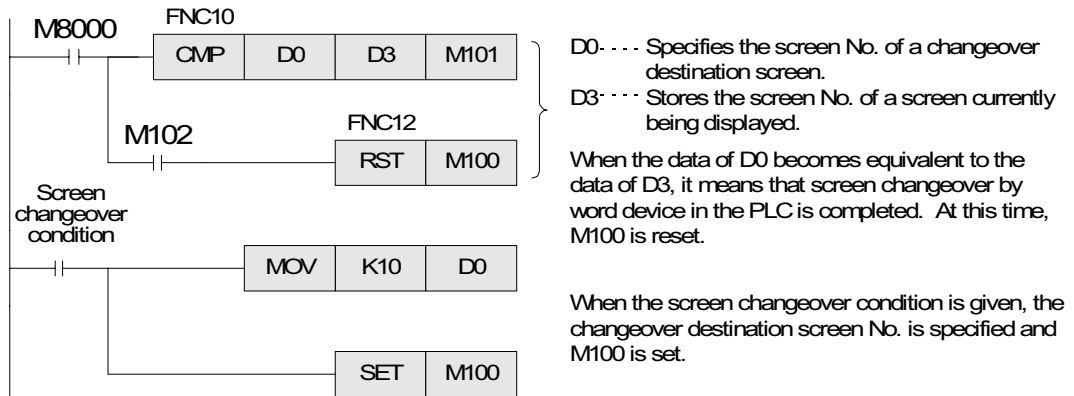 FNC10
M8000
CMP D0 D3 M101
M102
FNC12
RST M100
Screen
changeover
condition
MOV K10 D0
SET M100
D0 - - - - Specifies the screen No. of a changeover
destination screen.
D3 - - - - Stores the screen No. of a screen currently
being displayed.
When the data of D0 becomes equivalent to the
data of D3, it means that screen changeover by
word device in the PLC is completed. At this time,
M100 is reset.
When the screen changeover condition is given, the
changeover destination screen No. is specified and
M100 is set.